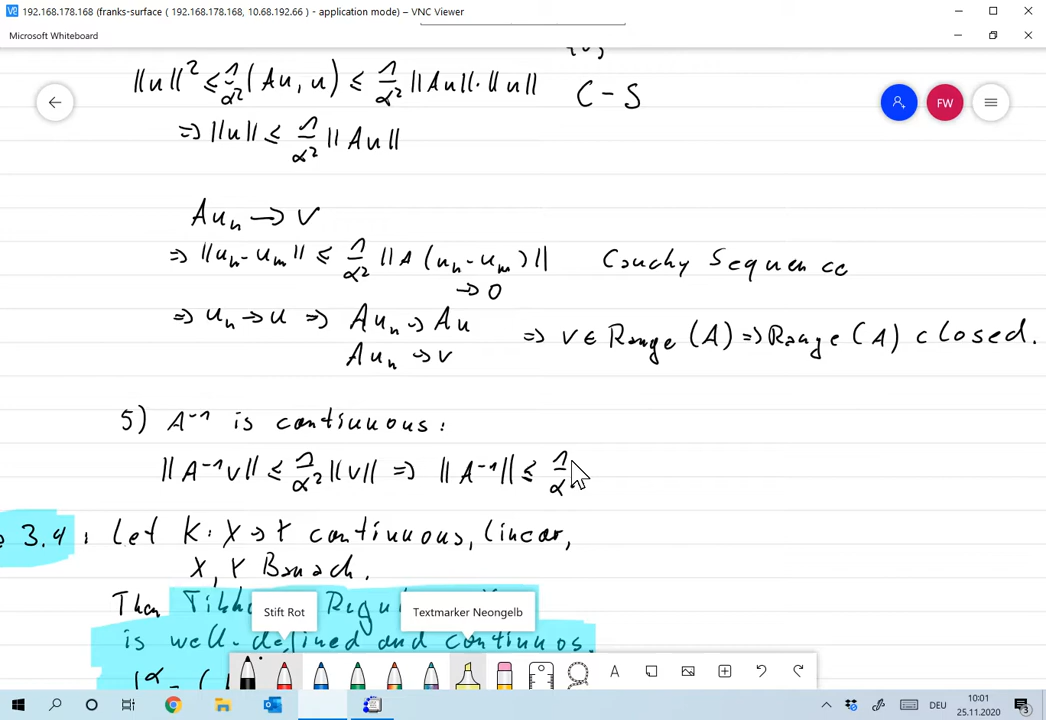 192.168.178.168 (franks-surface ( 192.168.178.168, 10.68.192.66 ) - application mode) – VNC Viewer
Microsoft Whiteboard
‖u‖² ≤ 1/α² (Au, u) ≤ 1/α² ‖Au‖·‖u‖ C-S
⇒ ‖u‖ ≤ 1/α² ‖Au‖
FW
Auₙ → v
⇒ ‖uₙ-uₘ‖ ≤ 1/α² ‖A(uₙ-uₘ)‖ Cauchy Sequence
→ 0
⇒ uₙ → u ⇒ Auₙ → Au
Auₙ → v ⇒ v ∈ Range (A) ⇒ Range (A) closed.
5) A⁻¹ is continuous:
‖A⁻¹v‖ ≤ 1/α² ‖v‖ ⇒ ‖A⁻¹‖ ≤ 1/α
3.4: Let K: X → Y continuous, linear,
X, Y Banach.
Then
is well-defined and continuos.
Stift Rot
Textmarker Neongelb
A
DEU
10:01
25.11.2020
3